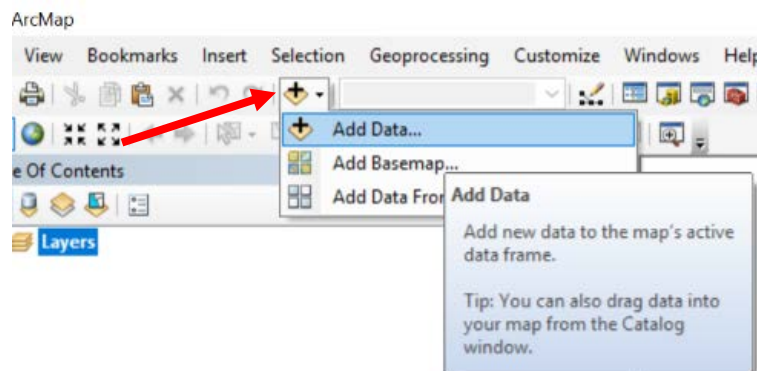 ArcMap
View Bookmarks Insert Selection Geoprocessing Customize Windows Help
Add Data...
e Of Contents
Add Basemap...
Add Data From
Layers
Add Data
Add new data to the map's active
data frame.
Tip: You can also drag data into
your map from the Catalog
window.